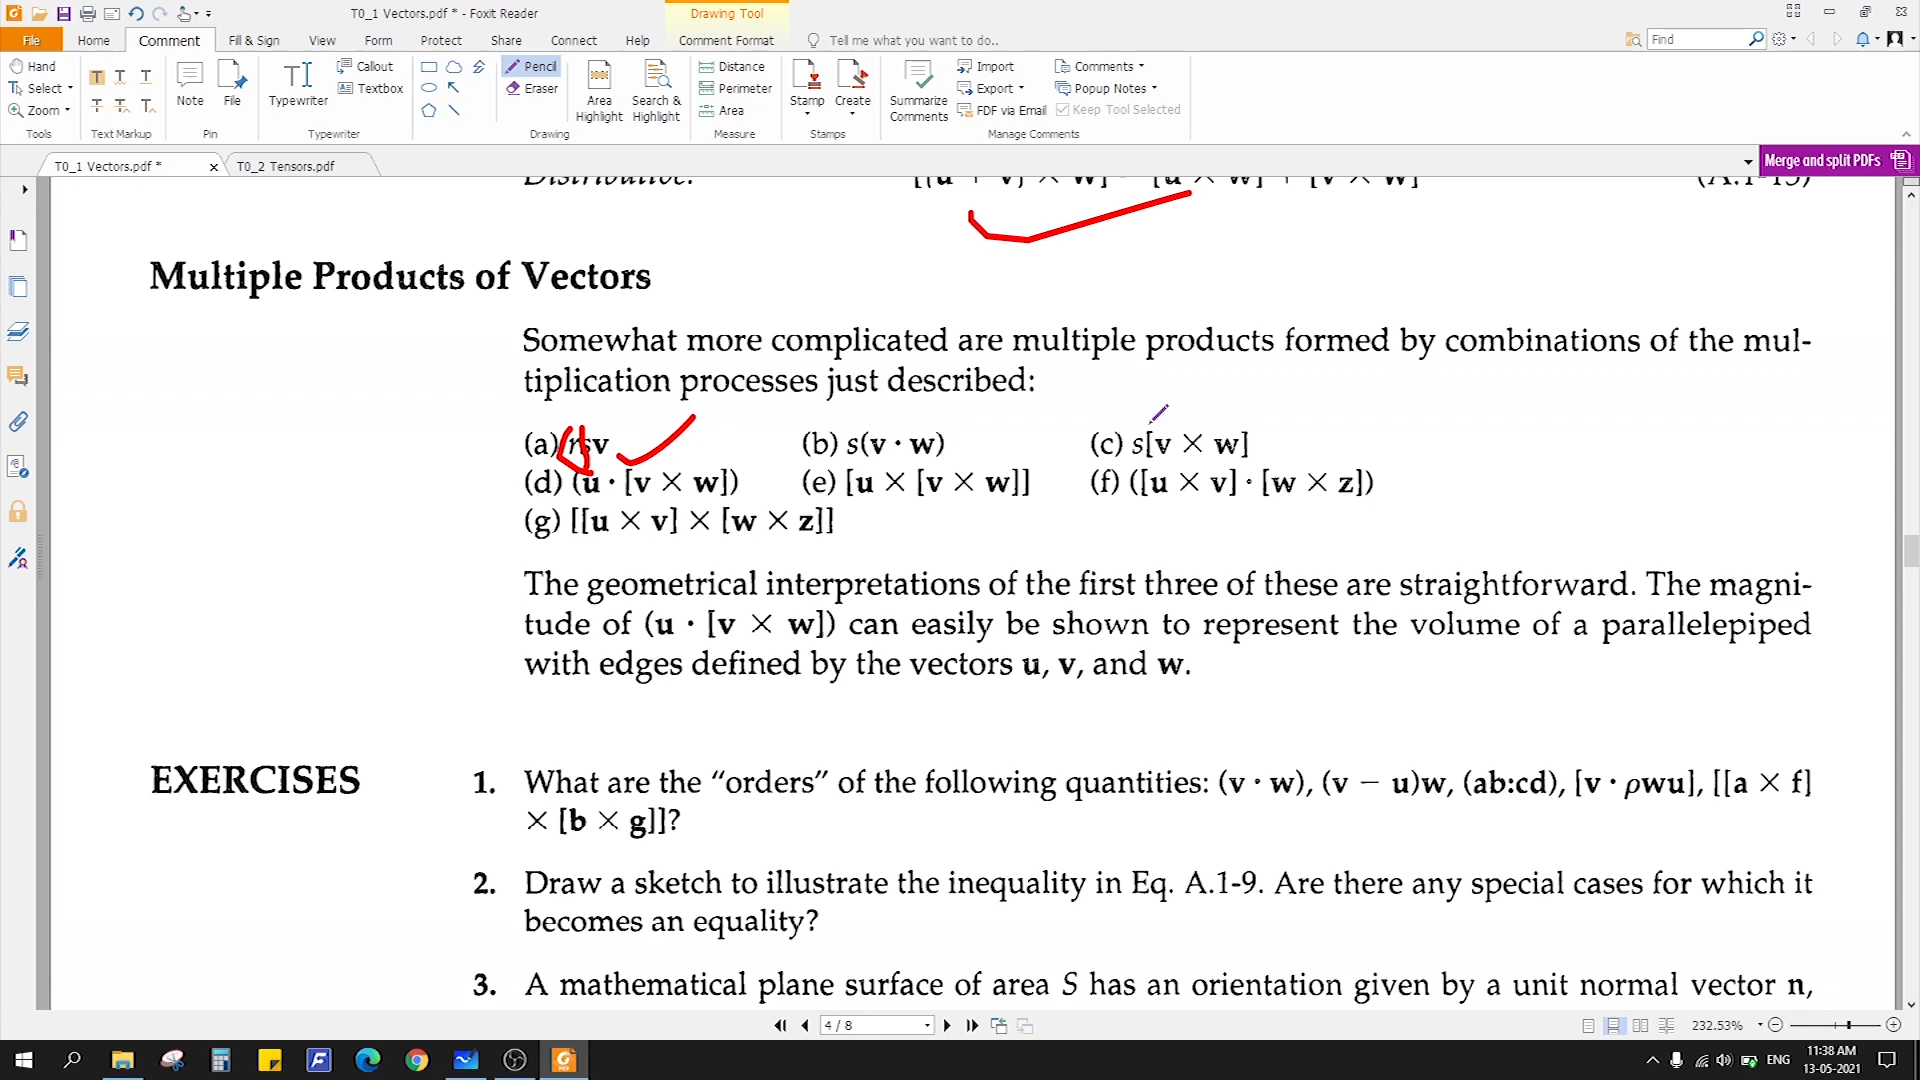 T0_1 Vectors.pdf * - Foxit Reader
Drawing Tool
File Home Comment Fill & Sign View Form Protect Share Connect Help Comment Format Tell me what you want to do.. Find
Hand
Select
Zoom
Tools
Text Markup
Note File
Pin
Typewriter
Callout
Textbox
Typewriter
Pencil
Eraser
Area Highlight
Search & Highlight
Drawing
Distance
Perimeter
Area
Measure
Stamp Create
Stamps
Summarize Comments
Import
Export
FDF via Email
Comments
Popup Notes
Keep Tool Selected
Manage Comments
T0_1 Vectors.pdf * T0_2 Tensors.pdf
Merge and split PDFs
Distributive: [(u + v) × w] = [u × w] + [v × w] (A.1-15)
Multiple Products of Vectors
Somewhat more complicated are multiple products formed by combinations of the mul-
tiplication processes just described:
(a) rsv (b) s(v · w) (c) s[v × w]
(d) (u · [v × w]) (e) [u × [v × w]] (f) ([u × v] · [w × z])
(g) [[u × v] × [w × z]]
The geometrical interpretations of the first three of these are straightforward. The magni-
tude of (u · [v × w]) can easily be shown to represent the volume of a parallelepiped
with edges defined by the vectors u, v, and w.
EXERCISES 1. What are the “orders” of the following quantities: (v · w), (v − u)w, (ab:cd), [v · ρwu], [[a × f]
× [b × g]]?
2. Draw a sketch to illustrate the inequality in Eq. A.1-9. Are there any special cases for which it
becomes an equality?
3. A mathematical plane surface of area S has an orientation given by a unit normal vector n,
4 / 8
232.53%
ENG
11:38 AM
13-05-2021